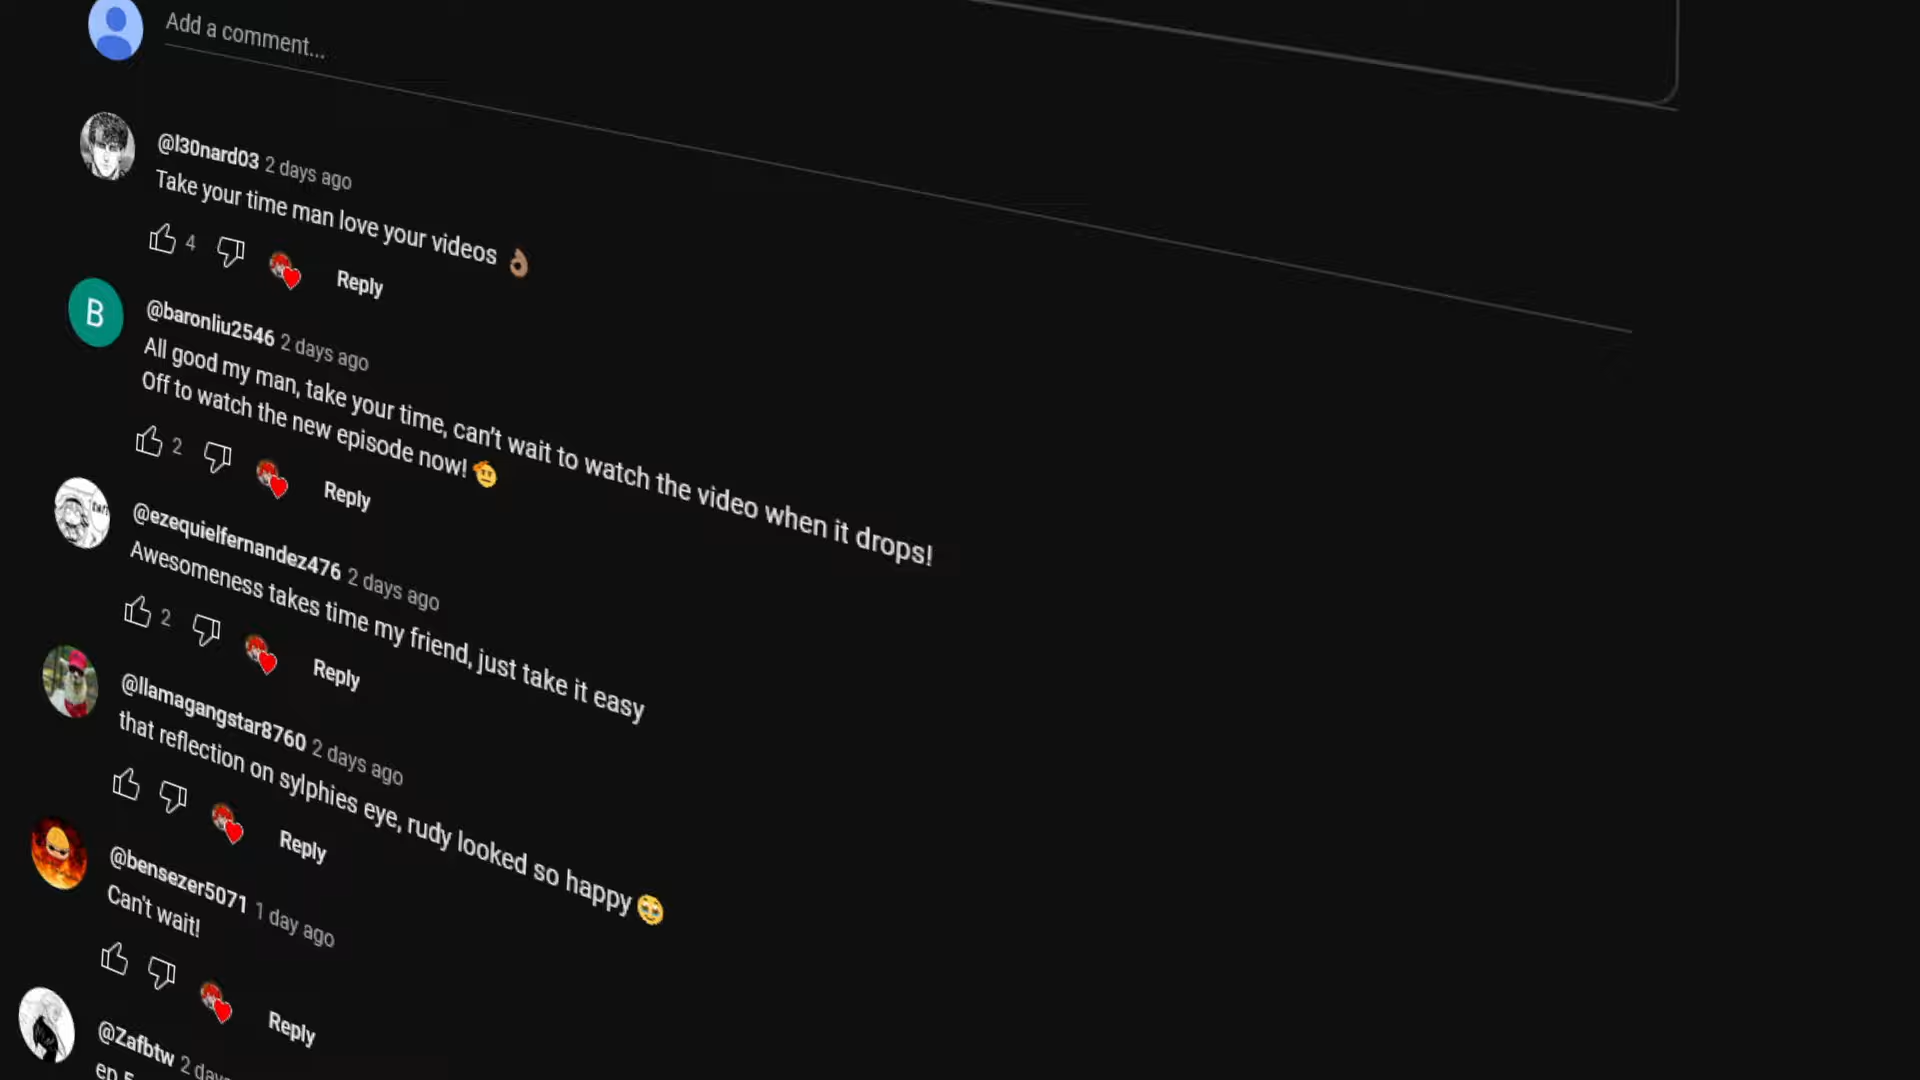 Add a comment...
@l30nard03 2 days ago
Take your time man love your videos 👌🏽
4
Reply
B
@baronliu2546 2 days ago
All good my man, take your time, can't wait to watch the video when it drops!
Off to watch the new episode now! 🫡
2
Reply
@ezequielfernandez476 2 days ago
Awesomeness takes time my friend, just take it easy
2
Reply
@llamagangstar8760 2 days ago
that reflection on sylphies eye, rudy looked so happy 🥹
Reply
@bensezer5071 1 day ago
Can't wait!
Reply
@Zafbtw 2 days